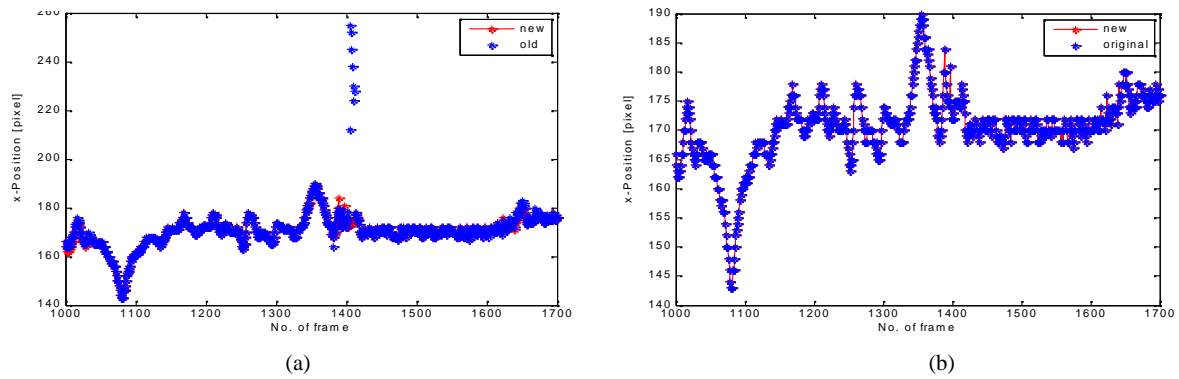 260
240
220
200
180
160
140
1000 1100 1200 1300 1400 1500 1600 1700
x-Position [pixel]
No. of frame
new
old
(a)
190
185
180
175
170
165
160
155
150
145
140
1000 1100 1200 1300 1400 1500 1600 1700
x-Position [pixel]
No. of frame
new
original
(b)